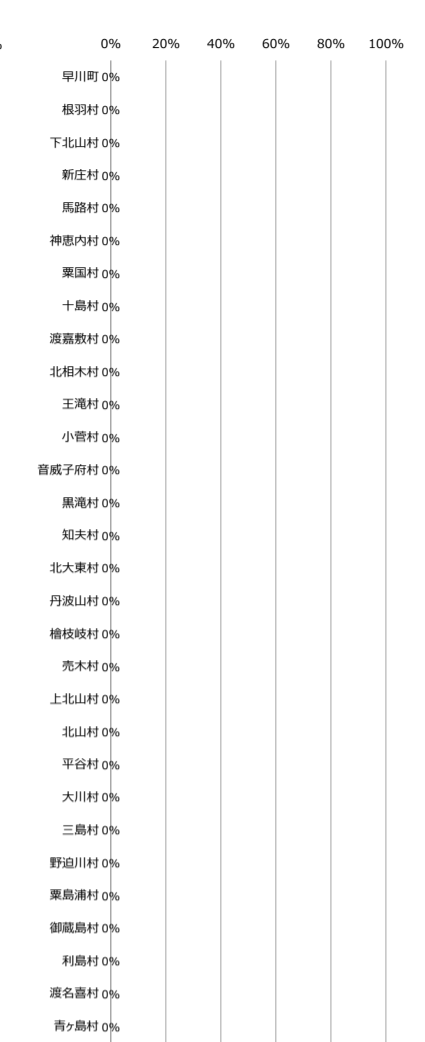 %
0% 20% 40% 60% 80% 100%
早川町 0%
根羽村 0%
下北山村 0%
新庄村 0%
馬路村 0%
神恵内村 0%
粟国村 0%
十島村 0%
渡嘉敷村 0%
北相木村 0%
王滝村 0%
小菅村 0%
音威子府村 0%
黒滝村 0%
知夫村 0%
北大東村 0%
丹波山村 0%
檜枝岐村 0%
売木村 0%
上北山村 0%
北山村 0%
平谷村 0%
大川村 0%
三島村 0%
野迫川村 0%
粟島浦村 0%
御蔵島村 0%
利島村 0%
渡名喜村 0%
青ヶ島村 0%